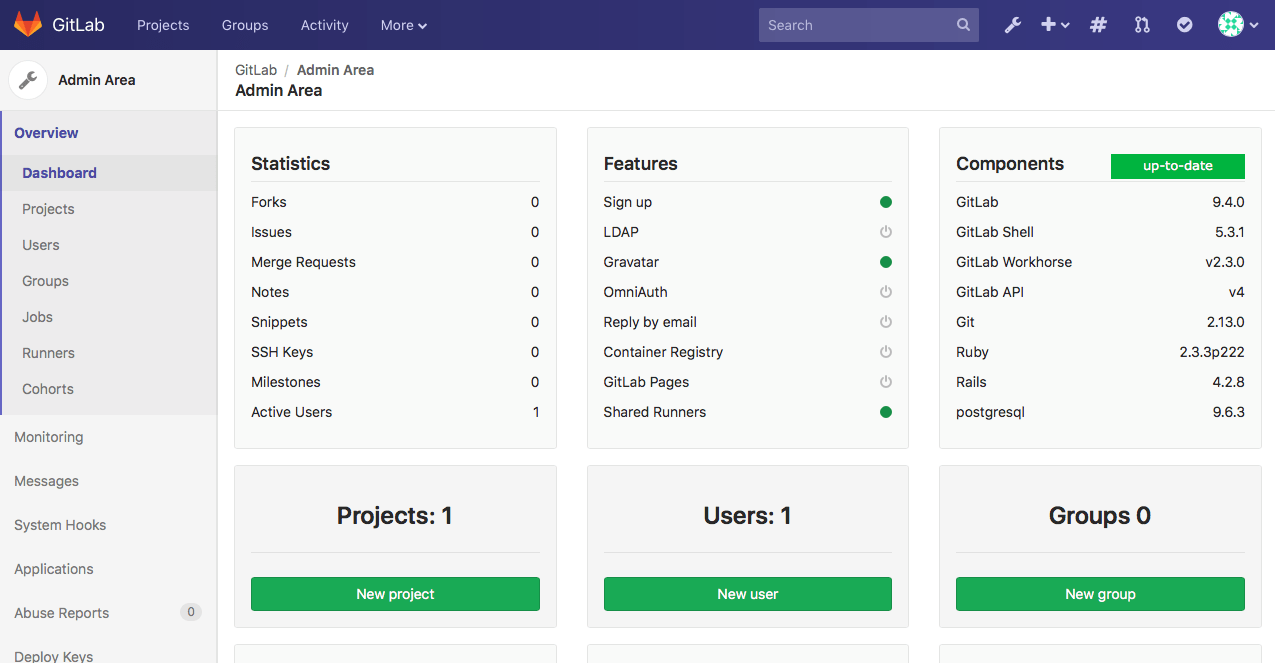 GitLab Projects Groups Activity More Search
Admin Area
Overview
Dashboard
Projects
Users
Groups
Jobs
Runners
Cohorts
Monitoring
Messages
System Hooks
Applications
Abuse Reports 0
Deploy Keys
GitLab / Admin Area
Admin Area
Statistics
Forks 0
Issues 0
Merge Requests 0
Notes 0
Snippets 0
SSH Keys 0
Milestones 0
Active Users 1
Features
Sign up
LDAP
Gravatar
OmniAuth
Reply by email
Container Registry
GitLab Pages
Shared Runners
Components up-to-date
GitLab 9.4.0
GitLab Shell 5.3.1
GitLab Workhorse v2.3.0
GitLab API v4
Git 2.13.0
Ruby 2.3.3p222
Rails 4.2.8
postgresql 9.6.3
Projects: 1
New project
Users: 1
New user
Groups 0
New group